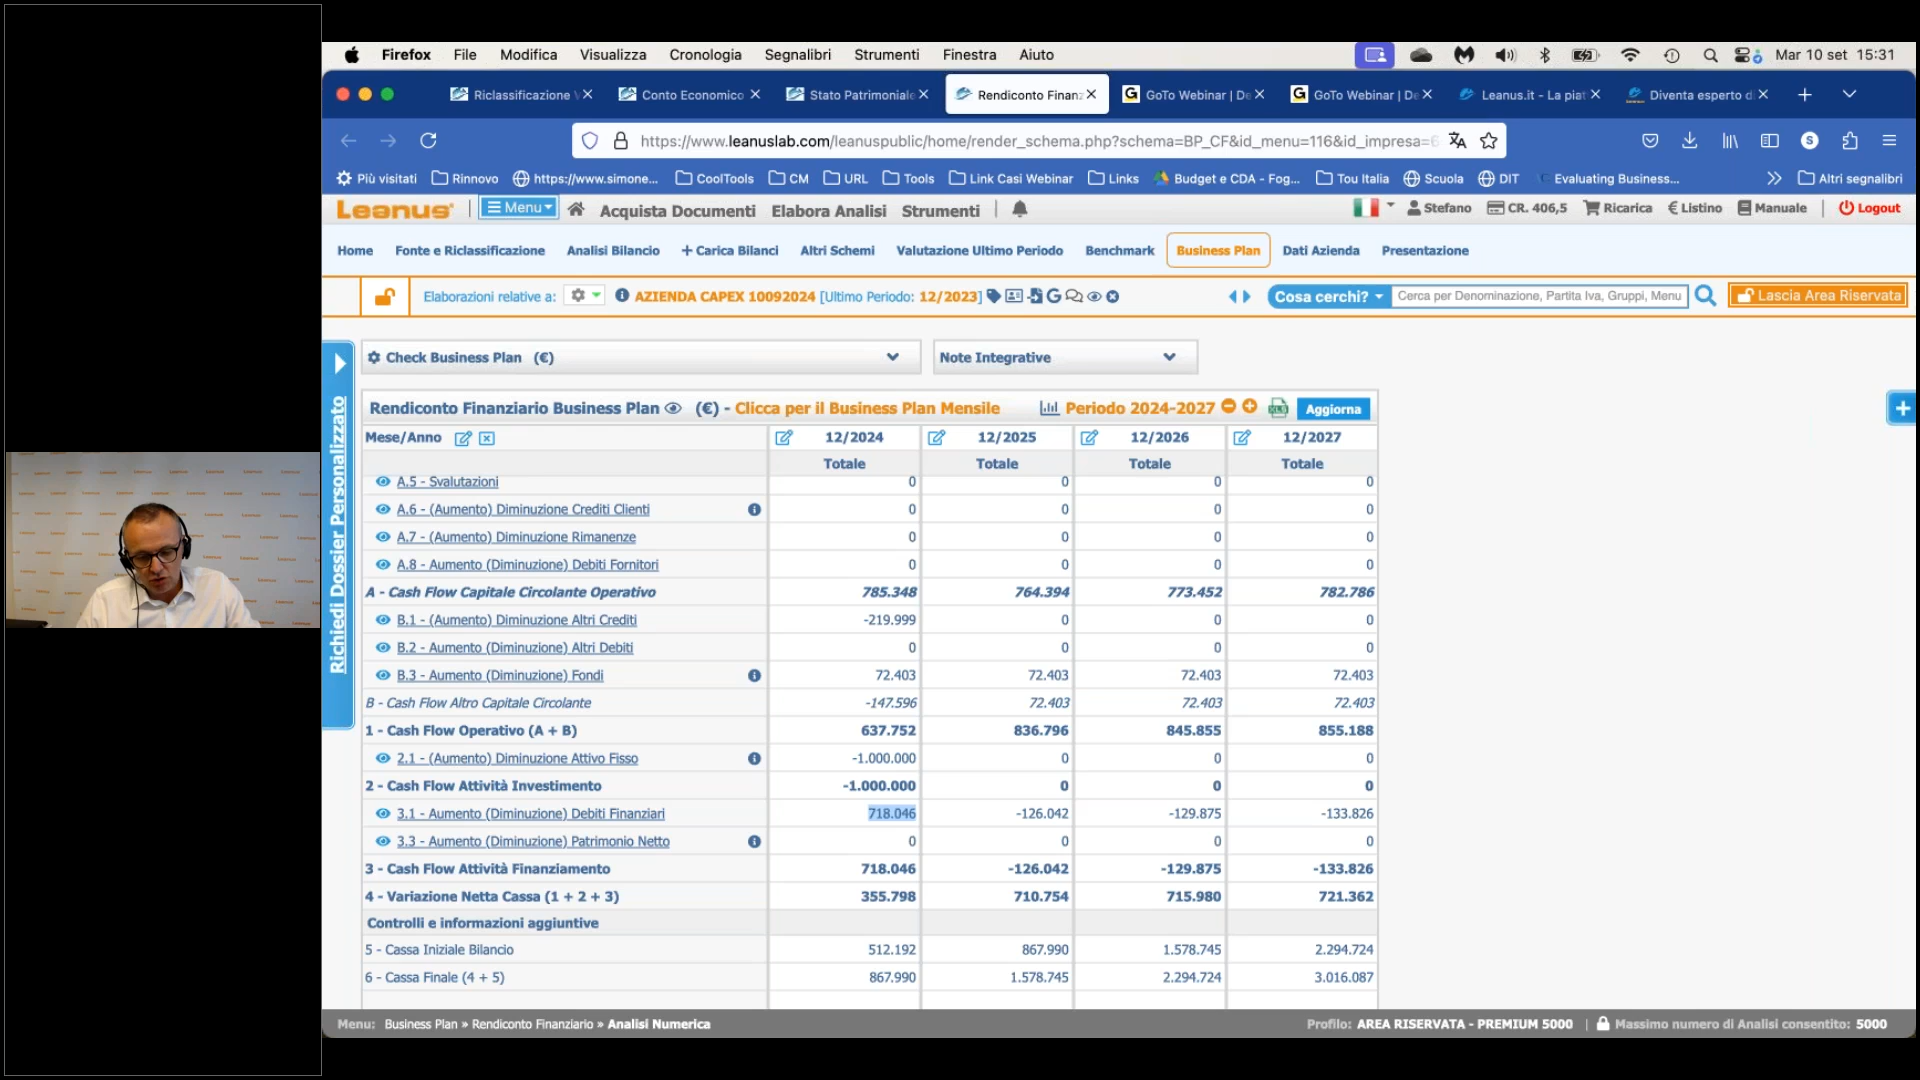 Firefox File Modifica Visualizza Cronologia Segnalibri Strumenti Finestra Aiuto Mar 10 set 15:31
Riclassificazione V Conto Economico Stato Patrimoniale Rendiconto Finanz GoTo Webinar | De GoTo Webinar | De Leanus.it - La piat Diventa esperto d
https://www.leanuslab.com/leanuspublic/home/render_schema.php?schema=BP_CF&id_menu=116&id_impresa=6 S
Più visitati Rinnovo https://www.simone... CoolTools CM URL Tools Link Casi Webinar Links Budget e CDA - Fog... Tou Italia Scuola DIT Evaluating Business... Altri segnalibri
Leanus® Menu Acquista Documenti Elabora Analisi Strumenti Stefano CR. 406,5 Ricarica € Listino Manuale Logout
Home Fonte e Riclassificazione Analisi Bilancio + Carica Bilanci Altri Schemi Valutazione Ultimo Periodo Benchmark Business Plan Dati Azienda Presentazione
Elaborazioni relative a: AZIENDA CAPEX 10092024 [Ultimo Periodo: 12/2023] Cosa cerchi? Cerca per Denominazione, Partita Iva, Gruppi, Menu Lascia Area Riservata
Richiedi Dossier Personalizzato
Check Business Plan (€) Note Integrative
Rendiconto Finanziario Business Plan (€) - Clicca per il Business Plan Mensile Periodo 2024-2027 XLS Aggiorna
Mese/Anno 12/2024 12/2025 12/2026 12/2027
Totale Totale Totale Totale
A.5 - Svalutazioni 0 0 0 0
A.6 - (Aumento) Diminuzione Crediti Clienti 0 0 0 0
A.7 - (Aumento) Diminuzione Rimanenze 0 0 0 0
A.8 - Aumento (Diminuzione) Debiti Fornitori 0 0 0 0
A - Cash Flow Capitale Circolante Operativo 785.348 764.394 773.452 782.786
B.1 - (Aumento) Diminuzione Altri Crediti -219.999 0 0 0
B.2 - Aumento (Diminuzione) Altri Debiti 0 0 0 0
B.3 - Aumento (Diminuzione) Fondi 72.403 72.403 72.403 72.403
B - Cash Flow Altro Capitale Circolante -147.596 72.403 72.403 72.403
1 - Cash Flow Operativo (A + B) 637.752 836.796 845.855 855.188
2.1 - (Aumento) Diminuzione Attivo Fisso -1.000.000 0 0 0
2 - Cash Flow Attività Investimento -1.000.000 0 0 0
3.1 - Aumento (Diminuzione) Debiti Finanziari 718.046 -126.042 -129.875 -133.826
3.3 - Aumento (Diminuzione) Patrimonio Netto 0 0 0 0
3 - Cash Flow Attività Finanziamento 718.046 -126.042 -129.875 -133.826
4 - Variazione Netta Cassa (1 + 2 + 3) 355.798 710.754 715.980 721.362
Controlli e informazioni aggiuntive
5 - Cassa Iniziale Bilancio 512.192 867.990 1.578.745 2.294.724
6 - Cassa Finale (4 + 5) 867.990 1.578.745 2.294.724 3.016.087
Menu: Business Plan » Rendiconto Finanziario » Analisi Numerica Profilo: AREA RISERVATA - PREMIUM 5000 | Massimo numero di Analisi consentito: 5000